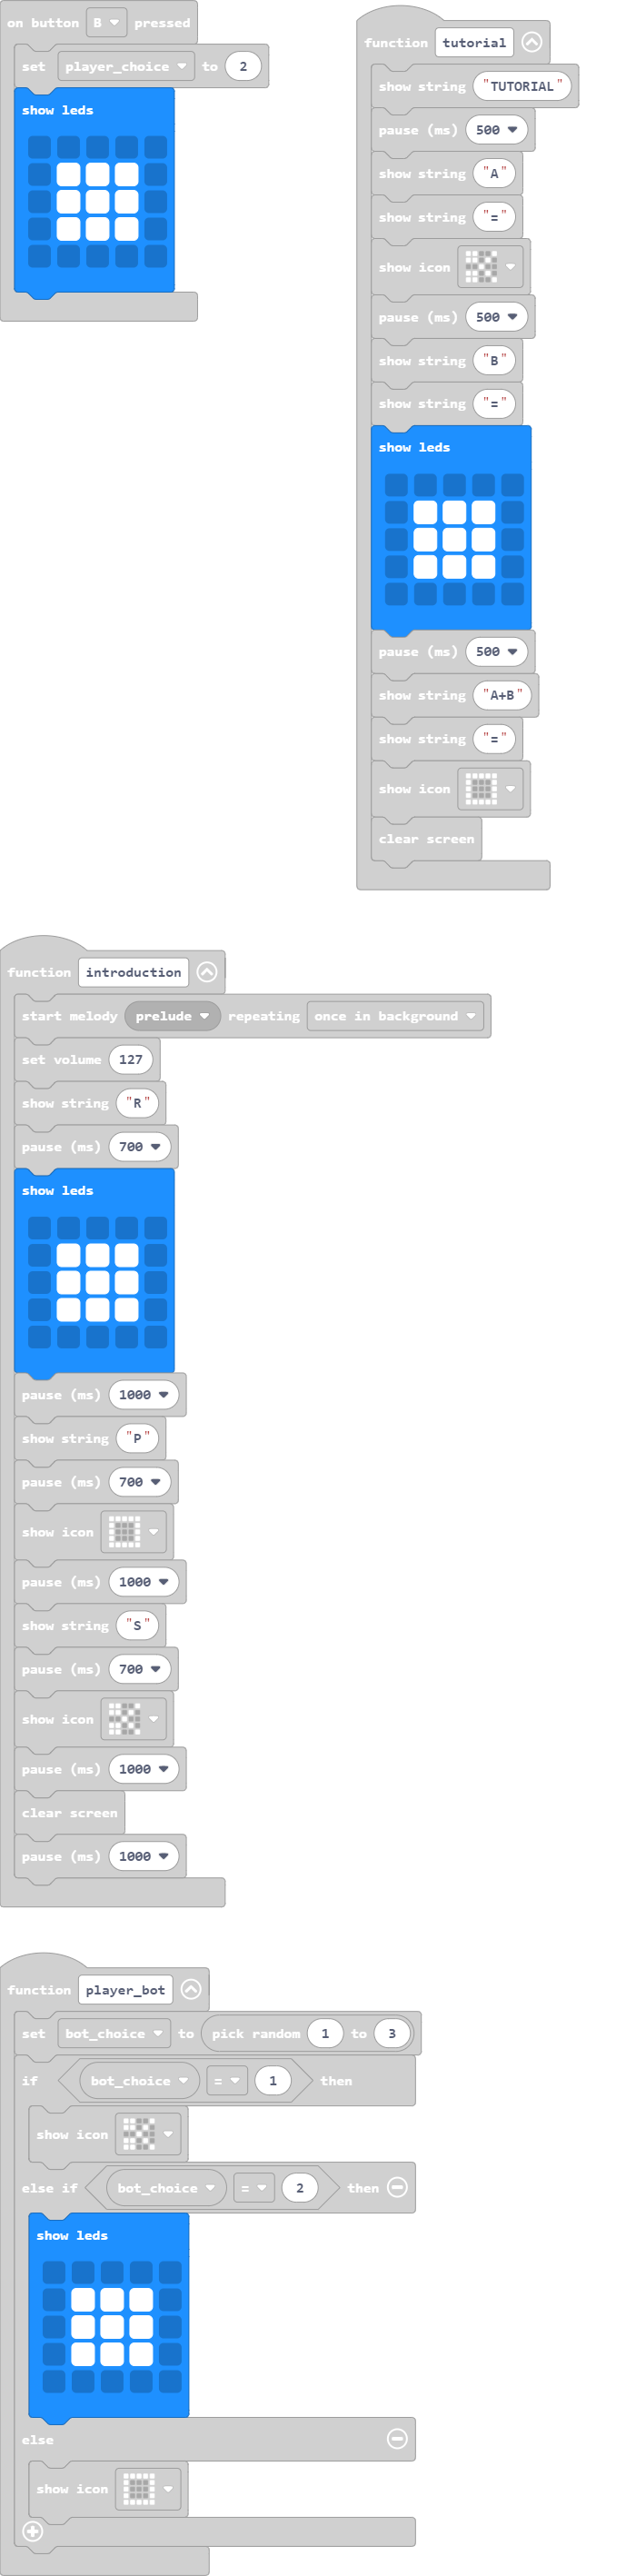 on button B pressed
set player_choice to 2
show leds
function tutorial
show string "TUTORIAL"
pause (ms) 500
show string "A"
show string "="
show icon
pause (ms) 500
show string "B"
show string "="
show leds
pause (ms) 500
show string "A+B"
show string "="
show icon
clear screen
function introduction
start melody prelude repeating once in background
set volume 127
show string "R"
pause (ms) 700
show leds
pause (ms) 1000
show string "P"
pause (ms) 700
show icon
pause (ms) 1000
show string "S"
pause (ms) 700
show icon
pause (ms) 1000
clear screen
pause (ms) 1000
function player_bot
set bot_choice to pick random 1 to 3
if bot_choice = 1 then
show icon
else if bot_choice = 2 then
show leds
else
show icon